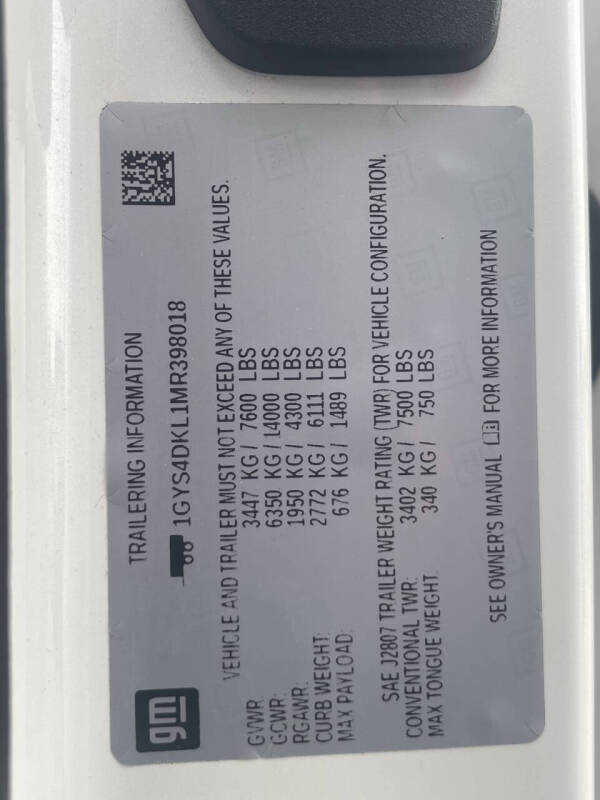 gm
TRAILERING INFORMATION
1GYS4DKL1MR398018
VEHICLE AND TRAILER MUST NOT EXCEED ANY OF THESE VALUES.
GVWR: 3447 KG / 7600 LBS
GCWR: 6350 KG / 14000 LBS
RGAWR: 1950 KG / 4300 LBS
CURB WEIGHT: 2772 KG / 6111 LBS
MAX PAYLOAD: 676 KG / 1489 LBS
SAE J2807 TRAILER WEIGHT RATING (TWR) FOR VEHICLE CONFIGURATION.
CONVENTIONAL TWR: 3402 KG / 7500 LBS
MAX TONGUE WEIGHT: 340 KG / 750 LBS
SEE OWNER'S MANUAL FOR MORE INFORMATION